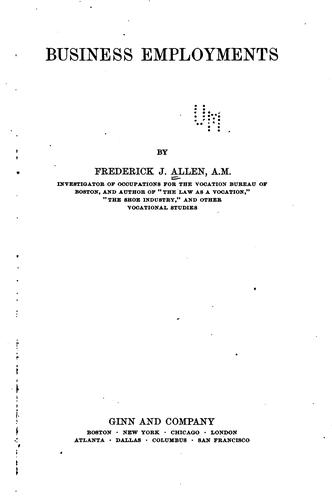 BUSINESS EMPLOYMENTS
UM
BY
FREDERICK J. ALLEN, A.M.
INVESTIGATOR OF OCCUPATIONS FOR THE VOCATION BUREAU OF
BOSTON, AND AUTHOR OF "THE LAW AS A VOCATION,"
"THE SHOE INDUSTRY," AND OTHER
VOCATIONAL STUDIES
GINN AND COMPANY
BOSTON · NEW YORK · CHICAGO · LONDON
ATLANTA · DALLAS · COLUMBUS · SAN FRANCISCO